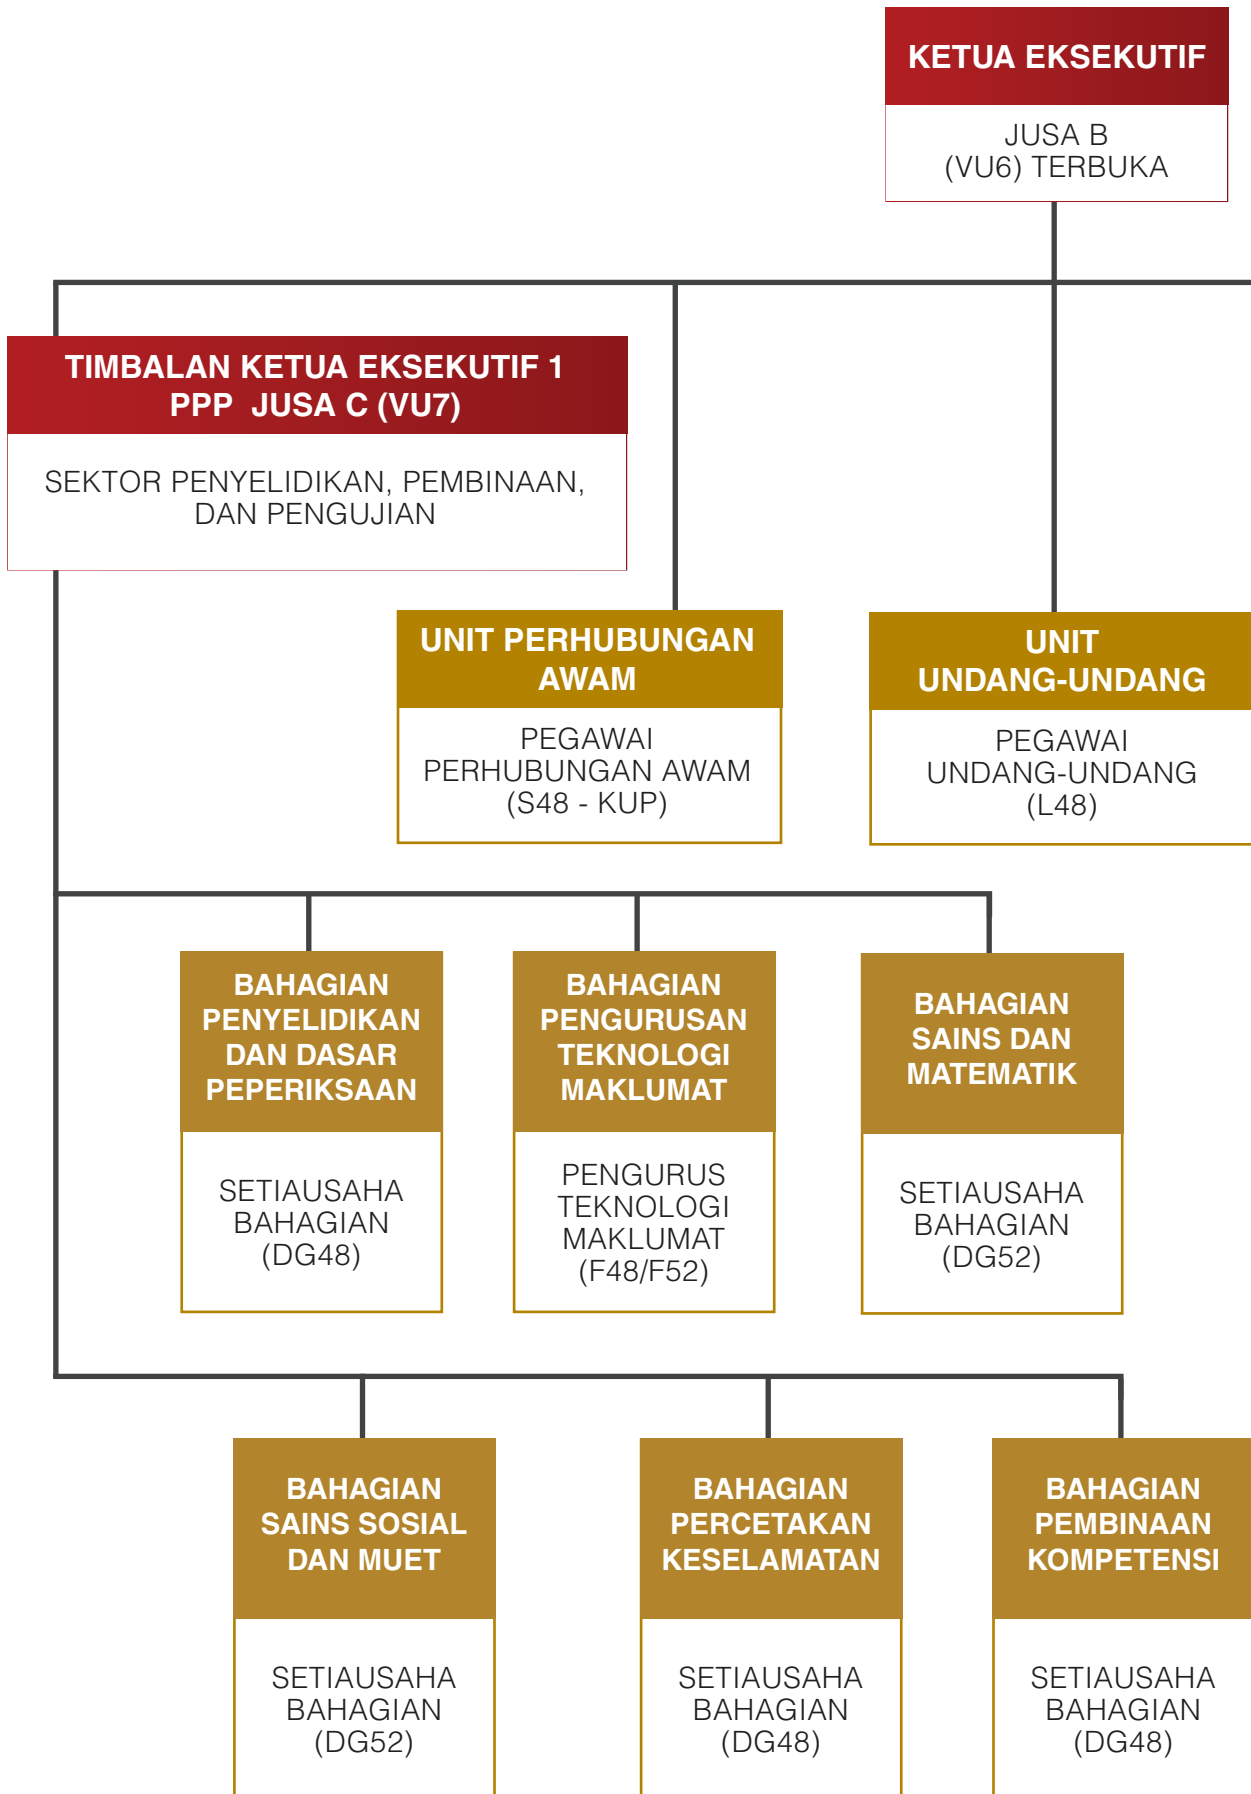 KETUA EKSEKUTIF
JUSA B
(VU6) TERBUKA
TIMBALAN KETUA EKSEKUTIF 1
PPP JUSA C (VU7)
SEKTOR PENYELIDIKAN, PEMBINAAN,
DAN PENGUJIAN
UNIT PERHUBUNGAN
AWAM
PEGAWAI
PERHUBUNGAN AWAM
(S48 - KUP)
UNIT
UNDANG-UNDANG
PEGAWAI
UNDANG-UNDANG
(L48)
BAHAGIAN
PENYELIDIKAN
DAN DASAR
PEPERIKSAAN
SETIAUSAHA
BAHAGIAN
(DG48)
BAHAGIAN
PENGURUSAN
TEKNOLOGI
MAKLUMAT
PENGURUS
TEKNOLOGI
MAKLUMAT
(F48/F52)
BAHAGIAN
SAINS DAN
MATEMATIK
SETIAUSAHA
BAHAGIAN
(DG52)
BAHAGIAN
SAINS SOSIAL
DAN MUET
SETIAUSAHA
BAHAGIAN
(DG52)
BAHAGIAN
PERCETAKAN
KESELAMATAN
SETIAUSAHA
BAHAGIAN
(DG48)
BAHAGIAN
PEMBINAAN
KOMPETENSI
SETIAUSAHA
BAHAGIAN
(DG48)